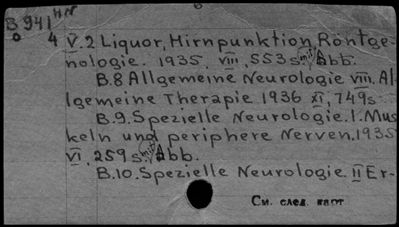 B 941 HN
4 V.2 Liquor, Hirnpunktion, Röntge-
nologie. 1935. VIII, 553 s. mit Abb.
B.8 Allgemeine Neurologie VIII. Al
lgemeine Therapie 1936 XI, 749 s
B.9. Spezielle Neurologie. I. Mus
keln und periphere Nerven. 1935
VI. 259 s. mit Abb.
B.10. Spezielle Neurologie. II Er-
См. след. карт